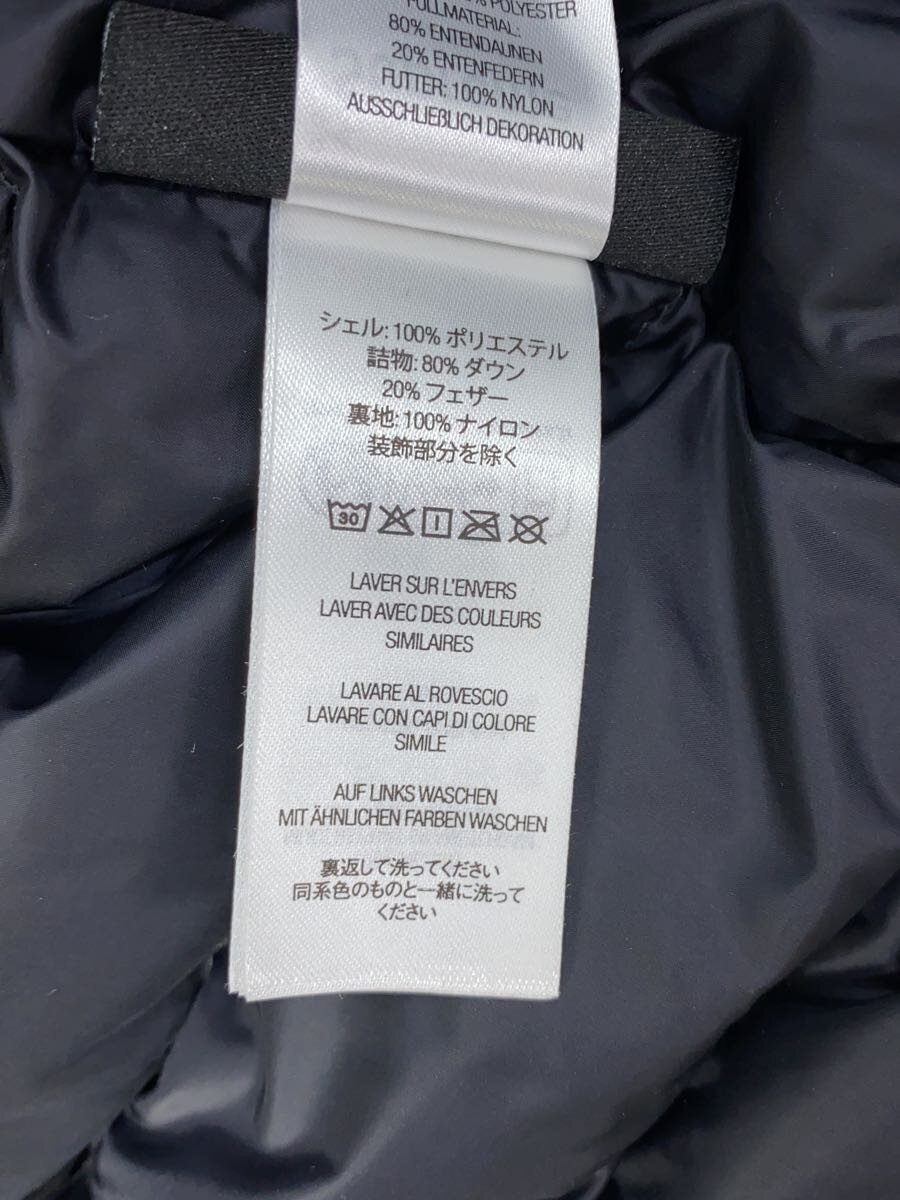 POLYESTER
FÜLLMATERIAL:
80% ENTENDAUNEN
20% ENTENFEDERN
FUTTER: 100% NYLON
AUSSCHLIEẞLICH DEKORATION
シェル: 100% ポリエステル
詰物: 80% ダウン
20% フェザー
裏地: 100% ナイロン
装飾部分を除く
30
LAVER SUR L'ENVERS
LAVER AVEC DES COULEURS
SIMILAIRES
LAVARE AL ROVESCIO
LAVARE CON CAPI DI COLORE
SIMILE
AUF LINKS WASCHEN
MIT ÄHNLICHEN FARBEN WASCHEN
裏返して洗ってください
同系色のものと一緒に洗って
ください